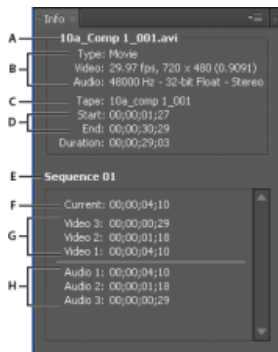 Info ×
A 10a_Comp 1_001.avi
Type: Movie
B Video: 29.97 fps, 720 x 480 (0.9091)
Audio: 48000 Hz - 32-bit Float - Stereo
C Tape: 10a_comp 1_001
D Start: 00;00;01;27
End: 00;00;30;29
Duration: 00;00;29;03
E Sequence 01
F Current: 00;00;04;10
Video 3: 00;00;00;29
G Video 2: 00;00;01;18
Video 1: 00;00;04;10
Audio 1: 00;00;04;10
H Audio 2: 00;00;01;18
Audio 3: 00;00;00;29